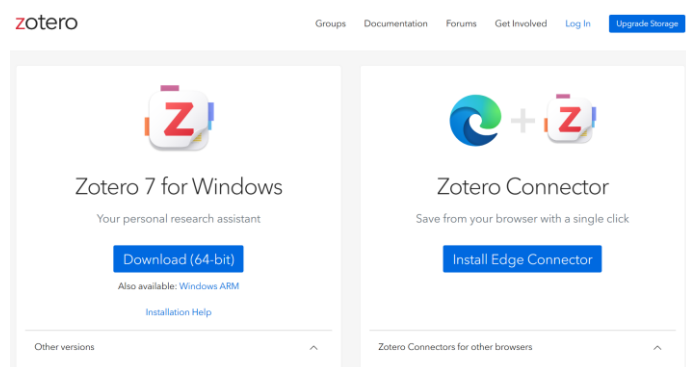 zotero
Groups Documentation Forums Get Involved Log In Upgrade Storage
Z
Zotero 7 for Windows
Your personal research assistant
Download (64-bit)
Also available: Windows ARM
Installation Help
Other versions
Z
Zotero Connector
Save from your browser with a single click
Install Edge Connector
Zotero Connectors for other browsers